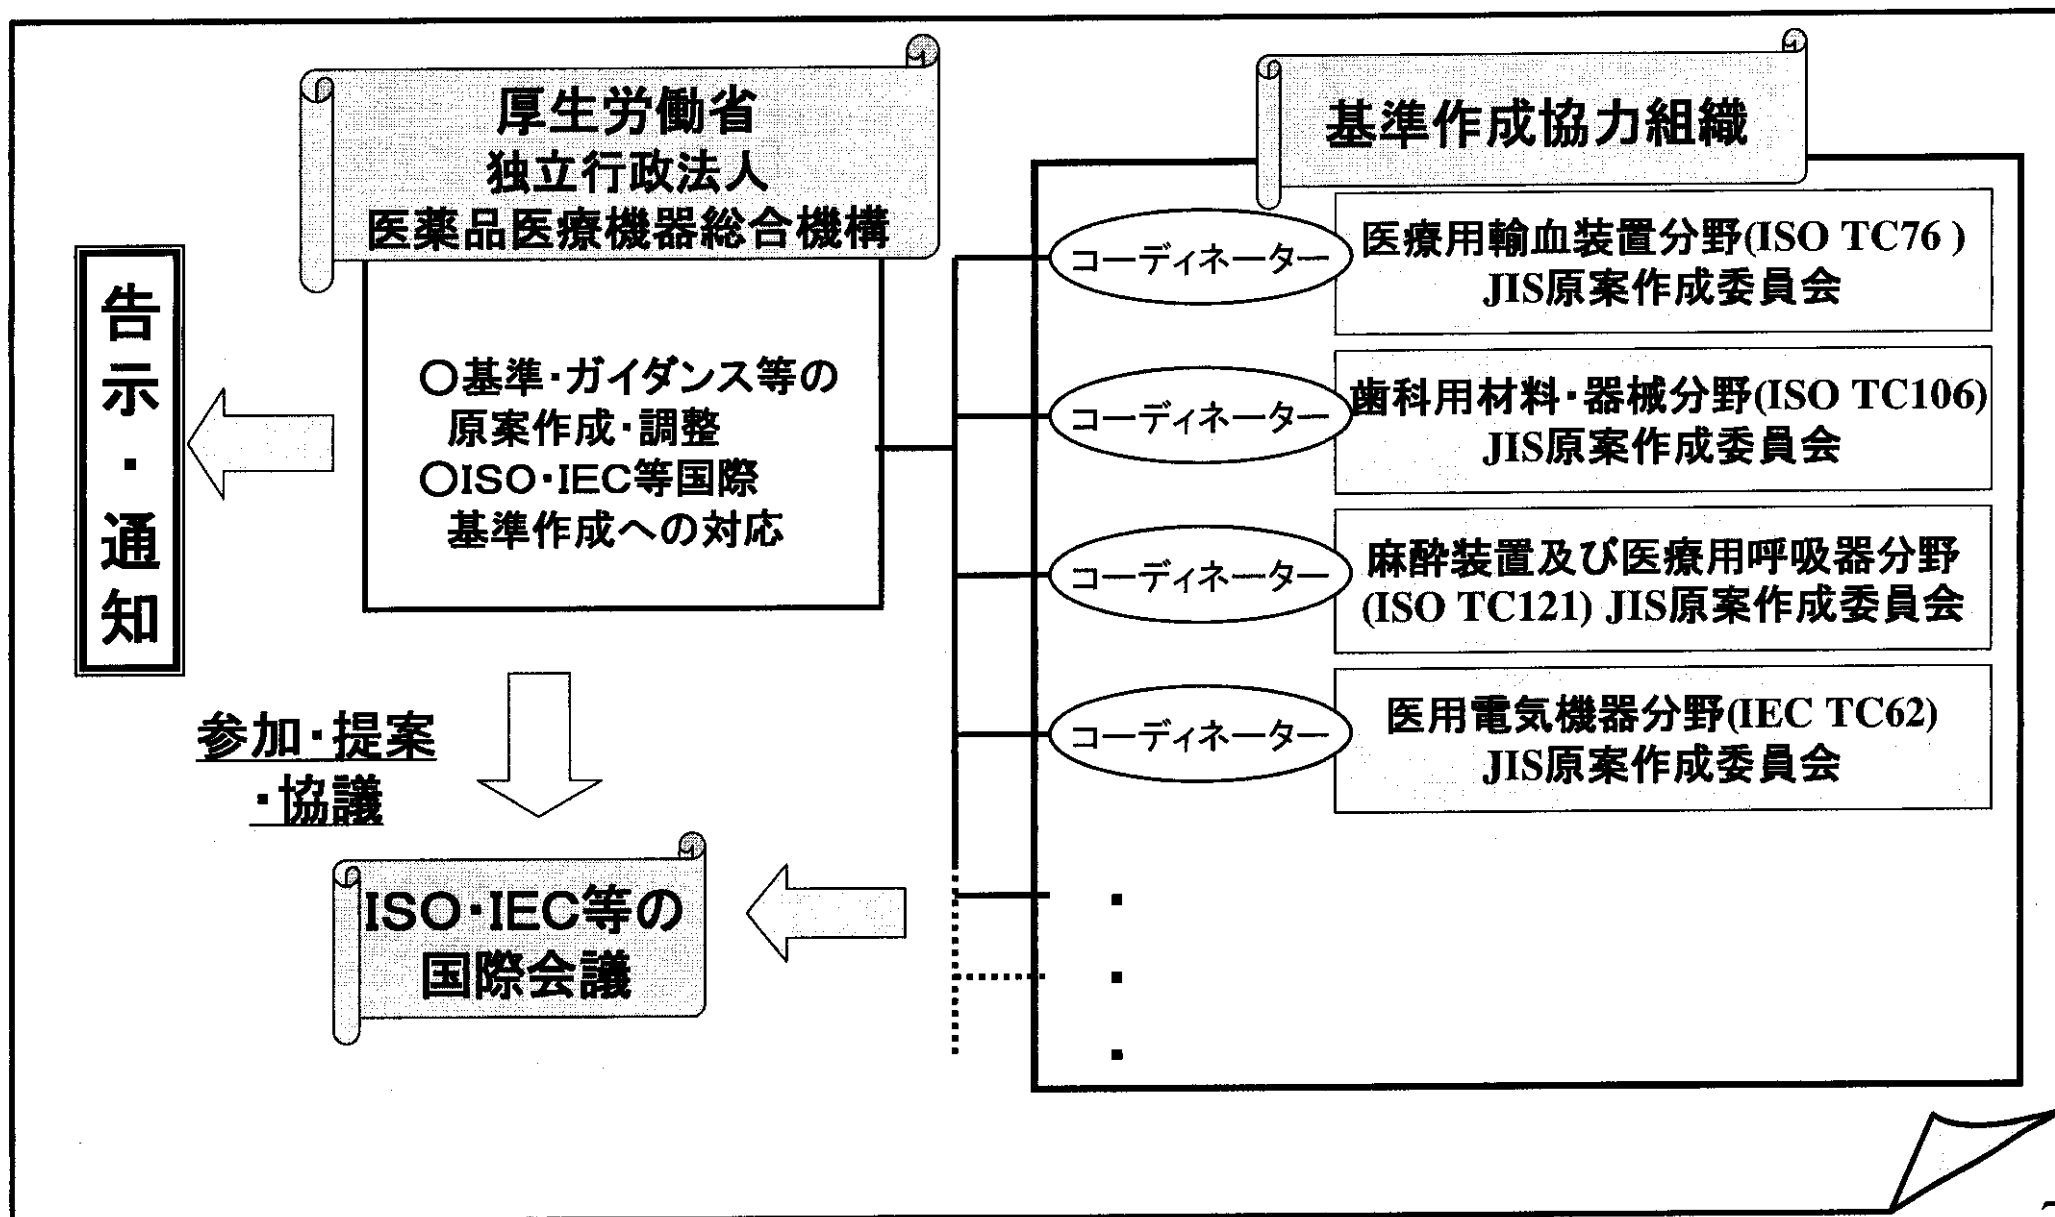 厚生労働省
独立行政法人
医薬品医療機器総合機構
○基準・ガイダンス等の
原案作成・調整
○ISO・IEC等国際
基準作成への対応
告示・通知
参加・提案
・協議
ISO・IEC等の
国際会議
基準作成協力組織
コーディネーター
医療用輸血装置分野(ISO TC76 )
JIS原案作成委員会
コーディネーター
歯科用材料・器械分野(ISO TC106)
JIS原案作成委員会
コーディネーター
麻酔装置及び医療用呼吸器分野
(ISO TC121) JIS原案作成委員会
コーディネーター
医用電気機器分野(IEC TC62)
JIS原案作成委員会